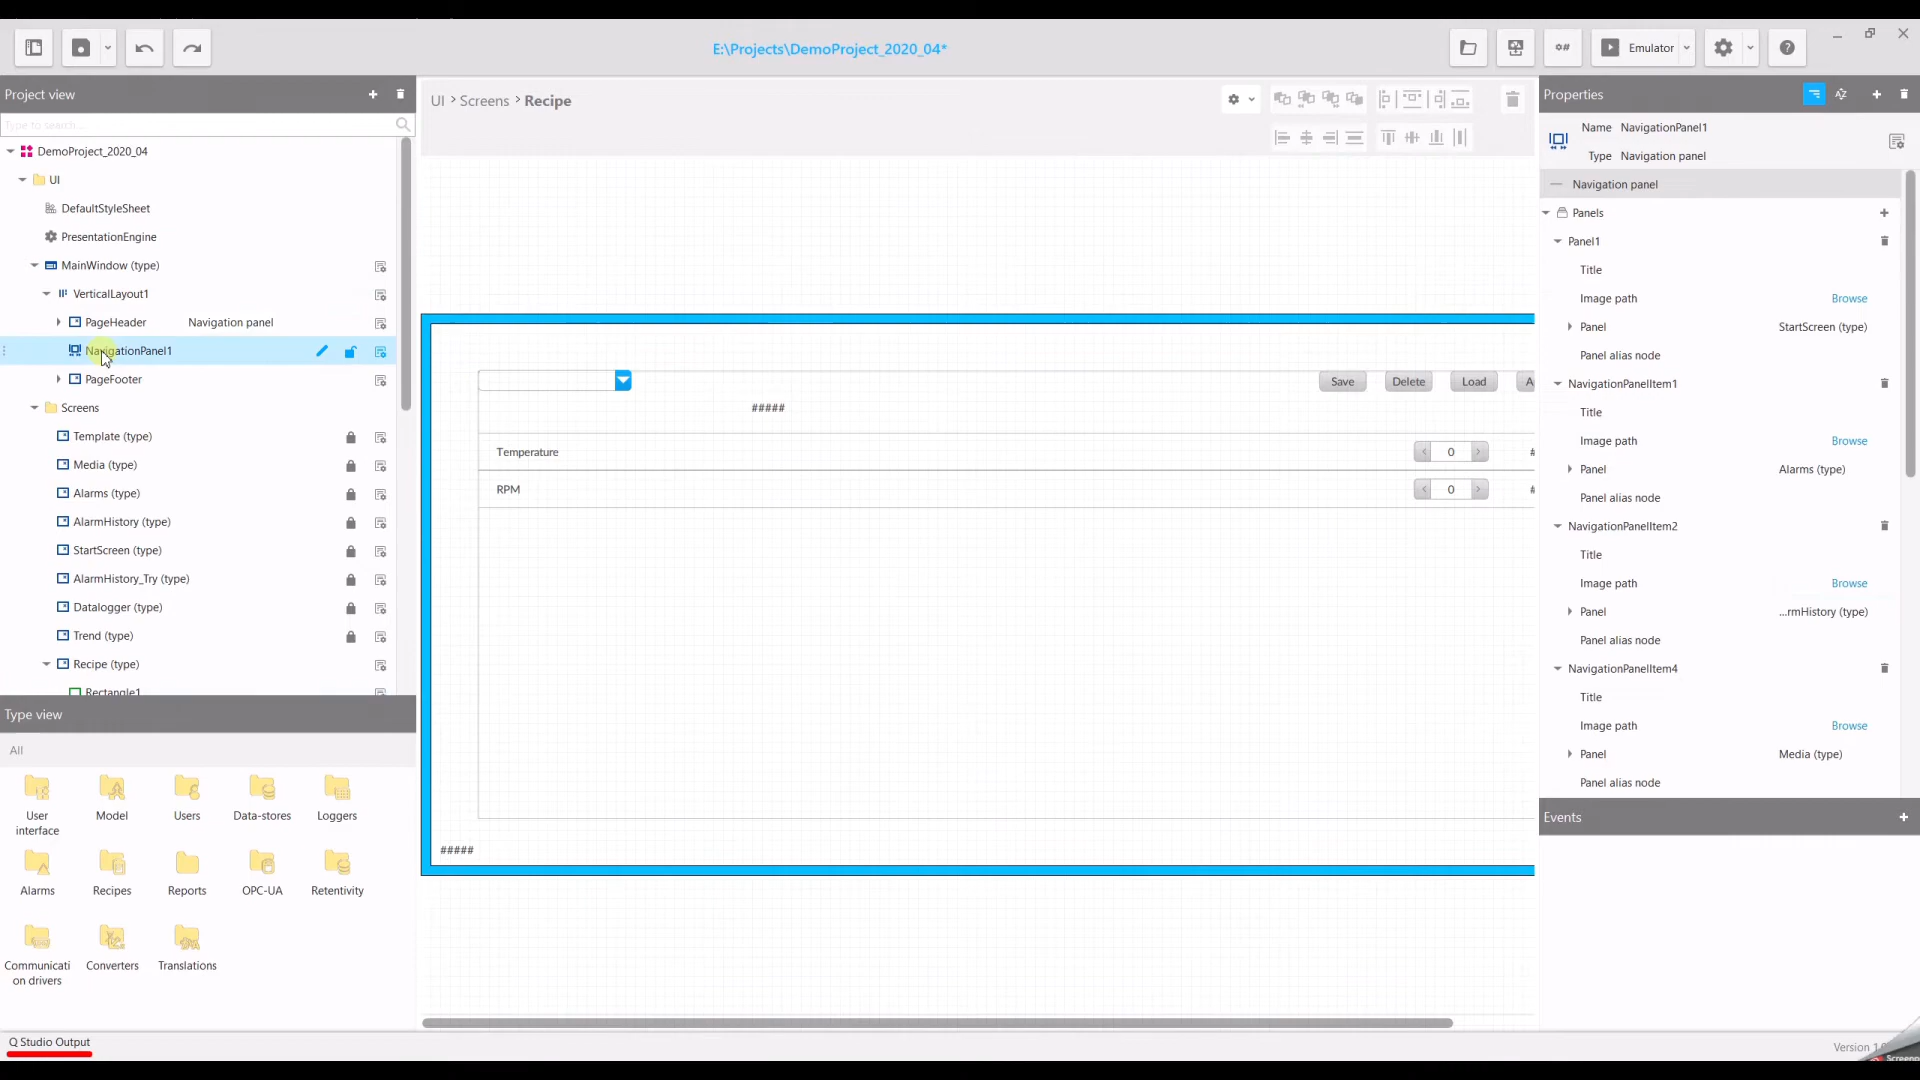 E:\Projects\DemoProject_2020_04*
Emulator
Project view
Type to search...
DemoProject_2020_04
UI
DefaultStyleSheet
PresentationEngine
MainWindow (type)
VerticalLayout1
PageHeader Navigation panel
NavigationPanel1
PageFooter
Screens
Template (type)
Media (type)
Alarms (type)
AlarmHistory (type)
StartScreen (type)
AlarmHistory_Try (type)
Datalogger (type)
Trend (type)
Recipe (type)
Rectangle1
Type view
All
User interface
Model
Users
Data-stores
Loggers
Alarms
Recipes
Reports
OPC-UA
Retentivity
Communicati
on drivers
Converters
Translations
Q Studio Output
UI > Screens > Recipe
Save
Delete
Load
A
#####
Temperature 0 #
RPM 0 #
#####
Properties
Name NavigationPanel1
Type Navigation panel
Navigation panel
Panels
Panel1
Title
Image path Browse
Panel StartScreen (type)
Panel alias node
NavigationPanelItem1
Title
Image path Browse
Panel Alarms (type)
Panel alias node
NavigationPanelItem2
Title
Image path Browse
Panel ...rmHistory (type)
Panel alias node
NavigationPanelItem4
Title
Image path Browse
Panel Media (type)
Panel alias node
Events
Version